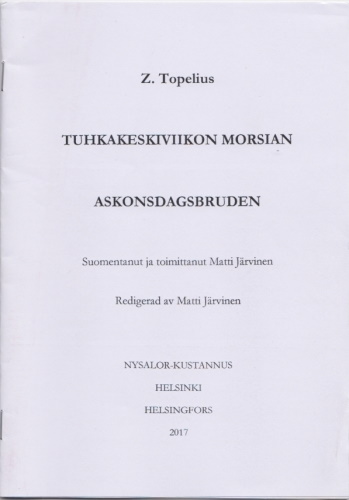 Z. Topelius
TUHKAKESKIVIIKON MORSIAN
ASKONSDAGSBRUDEN
Suomentanut ja toimittanut Matti Järvinen
Redigerad av Matti Järvinen
NYSALOR-KUSTANNUS
HELSINKI
HELSINGFORS
2017